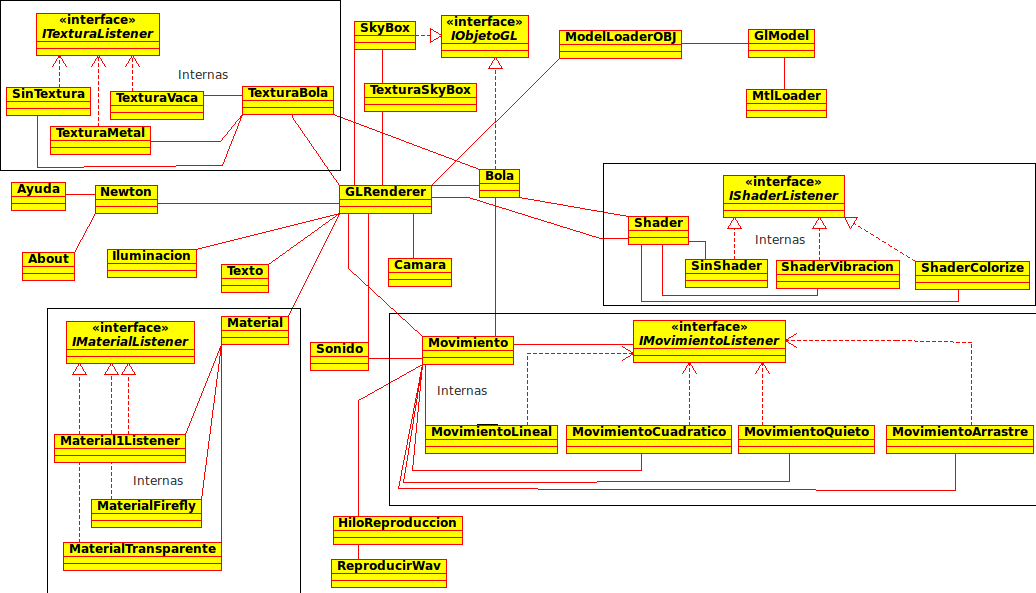 «interface»
ITexturaListener
Internas
SinTextura
TexturaVaca
TexturaBola
TexturaMetal
SkyBox
«interface»
IObjetoGL
ModelLoaderOBJ
GlModel
TexturaSkyBox
MtlLoader
Ayuda
Newton
GLRenderer
Bola
About
Iluminacion
Texto
Camara
«interface»
IShaderListener
Shader
Internas
SinShader
ShaderVibracion
ShaderColorize
«interface»
IMaterialListener
Material
Material1Listener
Internas
MaterialFirefly
MaterialTransparente
Sonido
Movimiento
«interface»
IMovimientoListener
Internas
MovimientoLineal
MovimientoCuadratico
MovimientoQuieto
MovimientoArrastre
HiloReproduccion
ReproducirWav